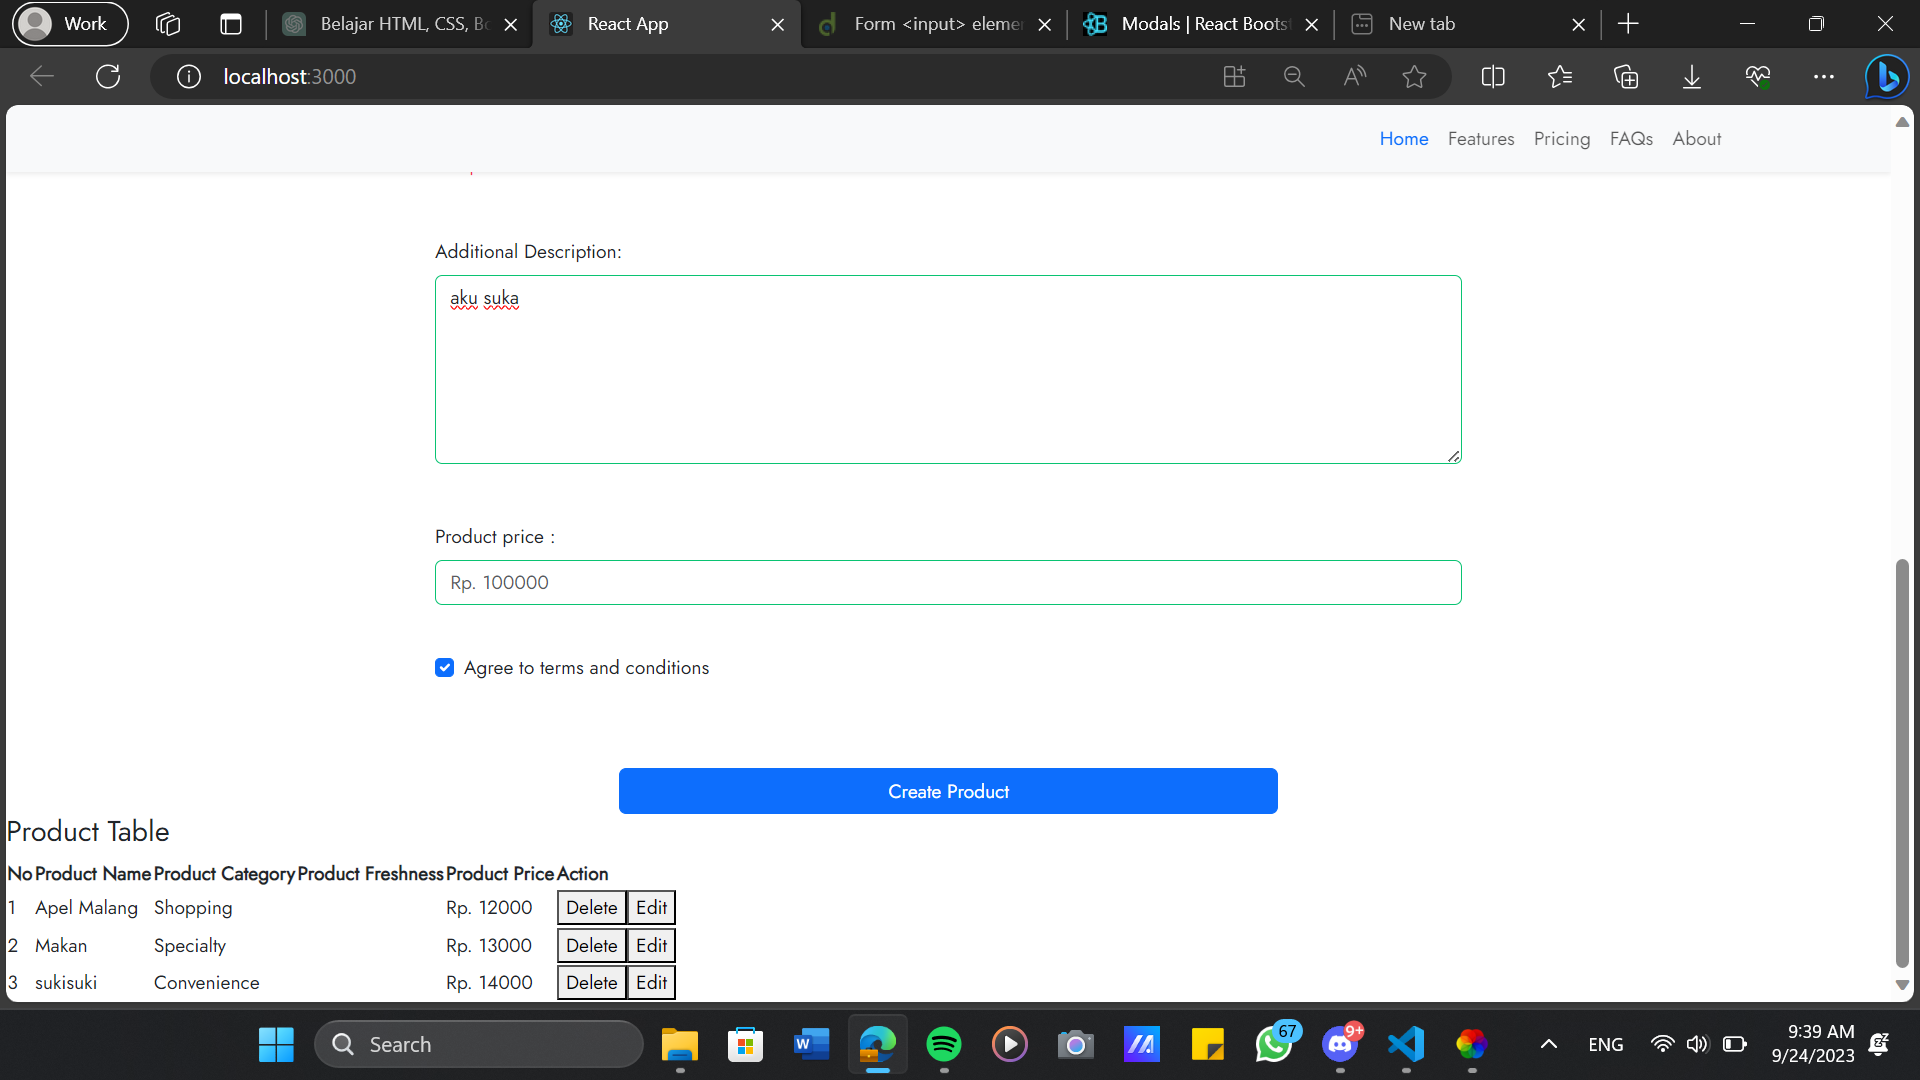 Work
Belajar HTML, CSS, Bo
React App
Form <input> elemen
Modals | React Bootst
New tab
localhost:3000
Home Features Pricing FAQs About
Additional Description:
aku suka
Product price :
Rp. 100000
Agree to terms and conditions
Create Product
Product Table
No Product Name Product Category Product Freshness Product Price Action
1 Apel Malang Shopping Rp. 12000 Delete Edit
2 Makan Specialty Rp. 13000 Delete Edit
3 sukisuki Convenience Rp. 14000 Delete Edit
Search
67
9+
ENG
9:39 AM
9/24/2023